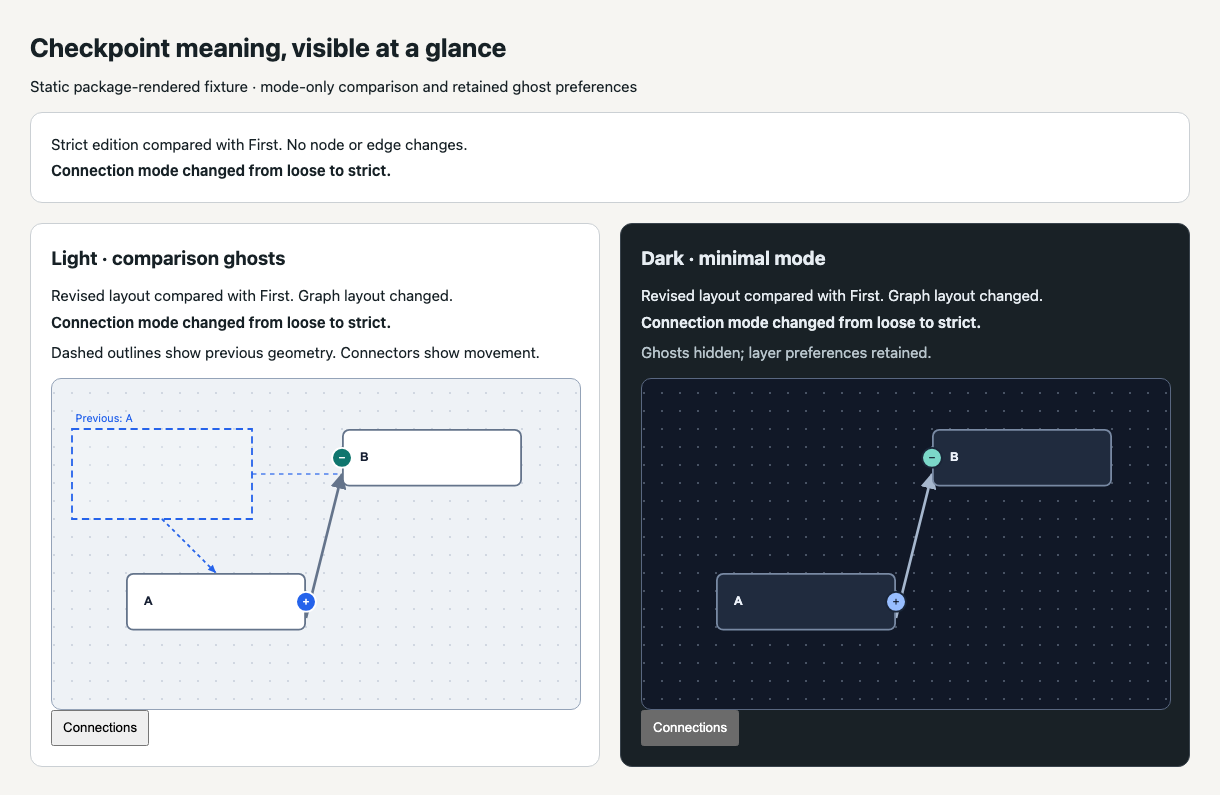 Checkpoint meaning, visible at a glance
Static package-rendered fixture · mode-only comparison and retained ghost preferences
Strict edition compared with First. No node or edge changes.
Connection mode changed from loose to strict.
Light · comparison ghosts
Revised layout compared with First. Graph layout changed.
Connection mode changed from loose to strict.
Dashed outlines show previous geometry. Connectors show movement.
Previous: A
− B
A +
Connections
Dark · minimal mode
Revised layout compared with First. Graph layout changed.
Connection mode changed from loose to strict.
Ghosts hidden; layer preferences retained.
− B
A +
Connections